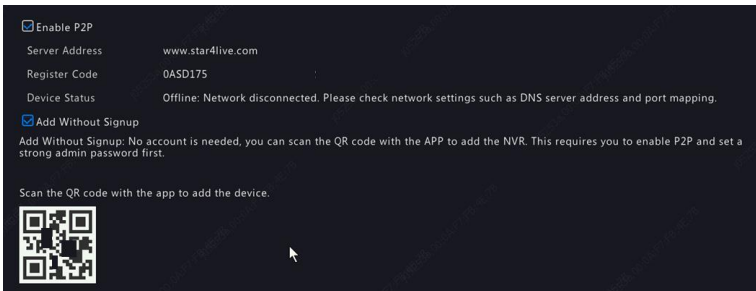 Enable P2P
Server Address www.star4live.com
Register Code 0ASD175
Device Status Offline: Network disconnected. Please check network settings such as DNS server address and port mapping.
Add Without Signup
Add Without Signup: No account is needed, you can scan the QR code with the APP to add the NVR. This requires you to enable P2P and set a
strong admin password first.
Scan the QR code with the app to add the device.